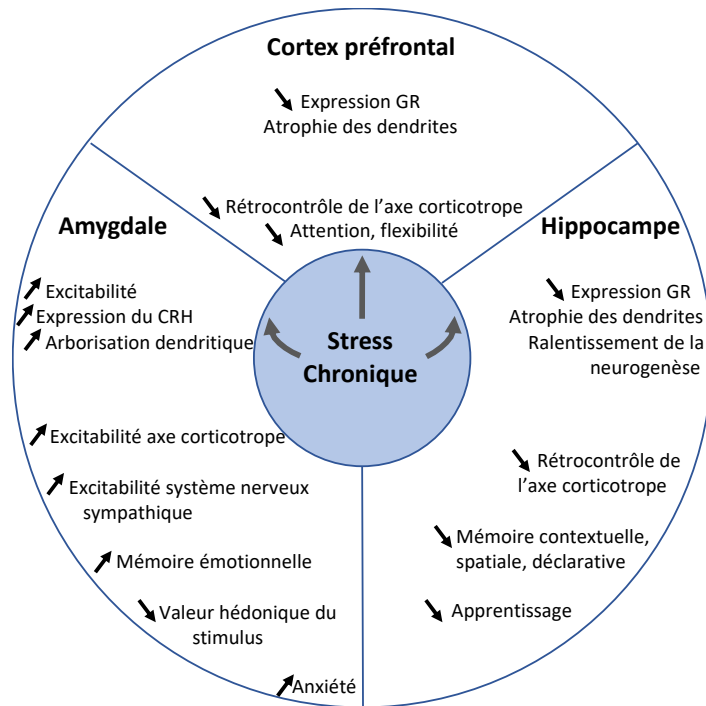 Cortex préfrontal
Expression GR
Atrophie des dendrites
Rétrocontrôle de l’axe corticotrope
Attention, flexibilité
Amygdale
Excitabilité
Expression du CRH
Arborisation dendritique
Excitabilité axe corticotrope
Excitabilité système nerveux
sympathique
Mémoire émotionnelle
Valeur hédonique du
stimulus
Anxiété
Stress
Chronique
Hippocampe
Expression GR
Atrophie des dendrites
Ralentissement de la
neurogenèse
Rétrocontrôle de
l’axe corticotrope
Mémoire contextuelle,
spatiale, déclarative
Apprentissage